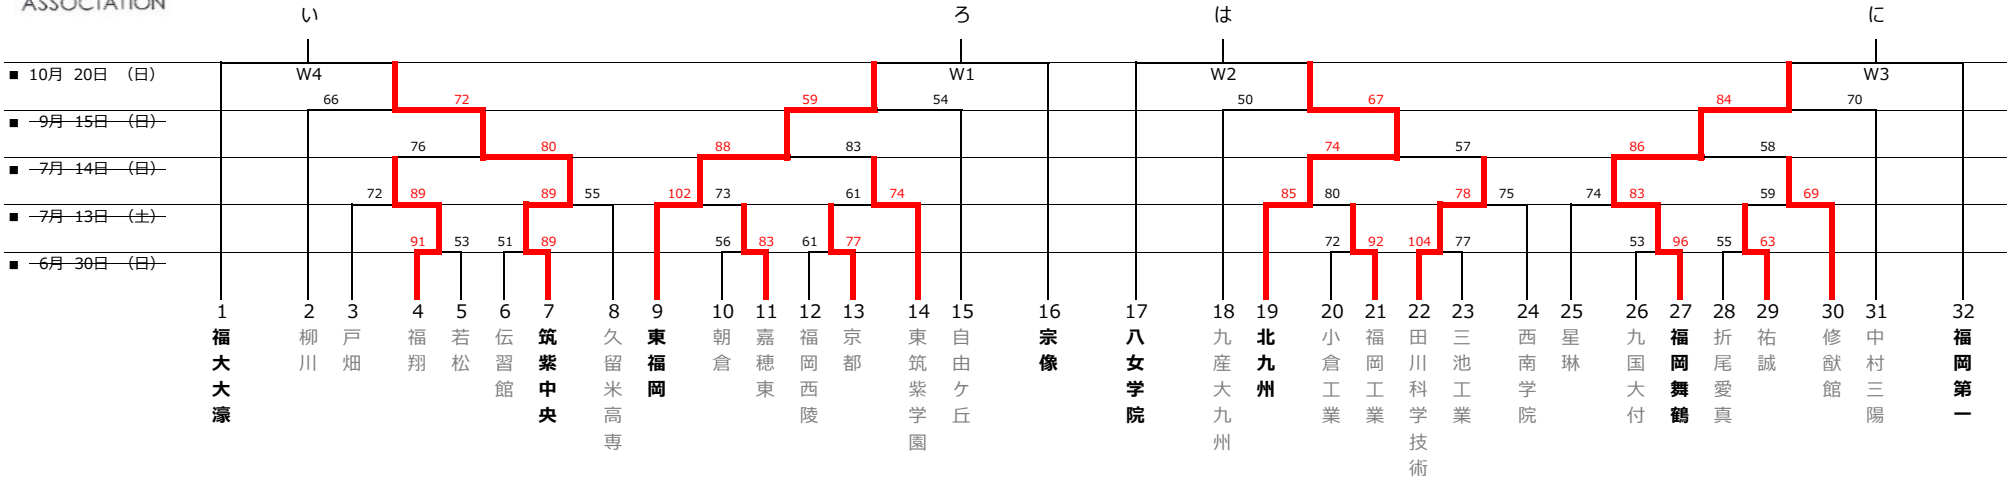 ASSOCIATION
い ろ は に
■ 10月 20日 （日） W4 W1 W2 W3
66 72 59 54 50 67 84 70
■ 9月 15日 （日）
76 80 88 83 74 57 86 58
■ 7月 14日 （日）
72 89 89 55 102 73 61 74 85 80 78 75 74 83 59 69
■ 7月 13日 （土）
91 53 51 89 56 83 61 77 72 92 104 77 53 96 55 63
■ 6月 30日 （日）
1 福大大濠
2 柳川
3 戸畑
4 福翔
5 若松
6 伝習館
7 筑紫中央
8 久留米高専
9 東福岡
10 朝倉
11 嘉穂東
12 福岡西陵
13 京都
14 東筑紫学園
15 自由ケ丘
16 宗像
17 八女学院
18 九産大九州
19 北九州
20 小倉工業
21 福岡工業
22 田川科学技術
23 三池工業
24 西南学院
25 星琳
26 九国大付
27 福岡舞鶴
28 折尾愛真
29 祐誠
30 修猷館
31 中村三陽
32 福岡第一